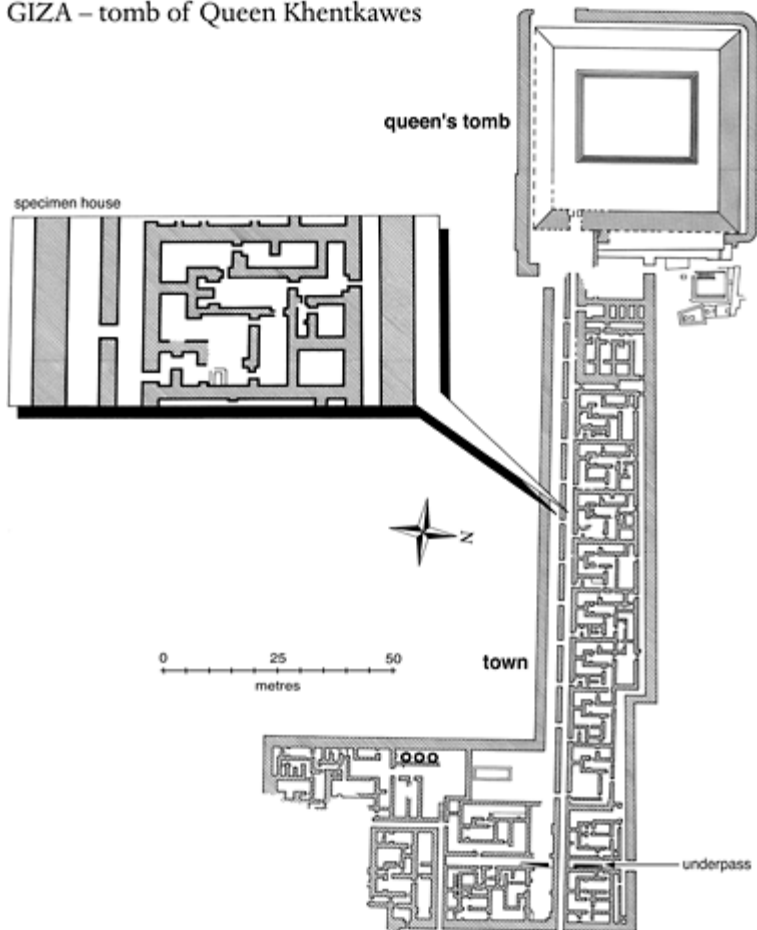 GIZA – tomb of Queen Khentkawes
queen's tomb
specimen house
N
0 25 50
metres
town
underpass